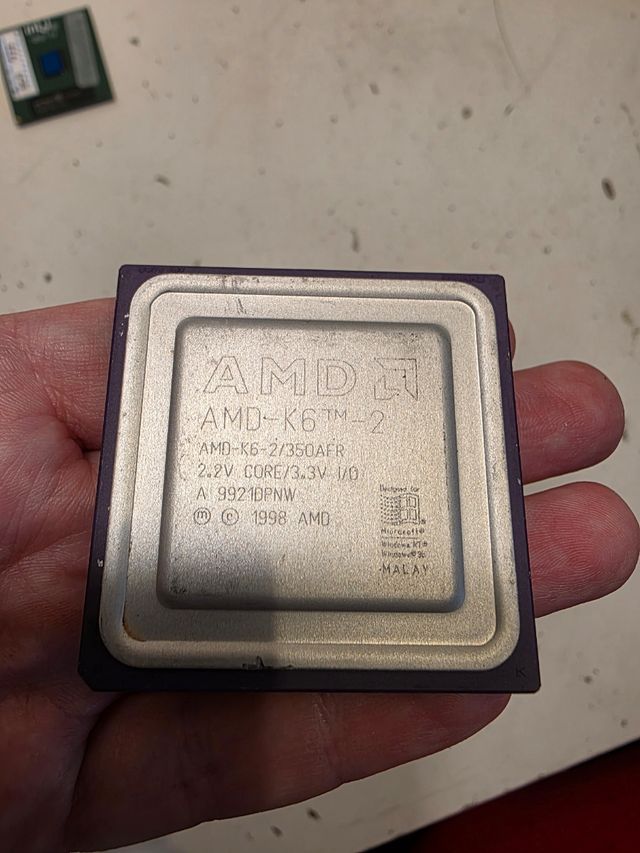 AMD
AMD-K6™-2
AMD-K6-2/350AFR
2.2V CORE/3.3V I/O
A 9921DPNW
ⓜ © 1998 AMD
Designed for
Microsoft®
Windows NT®
Windows® 98
MALAY
K